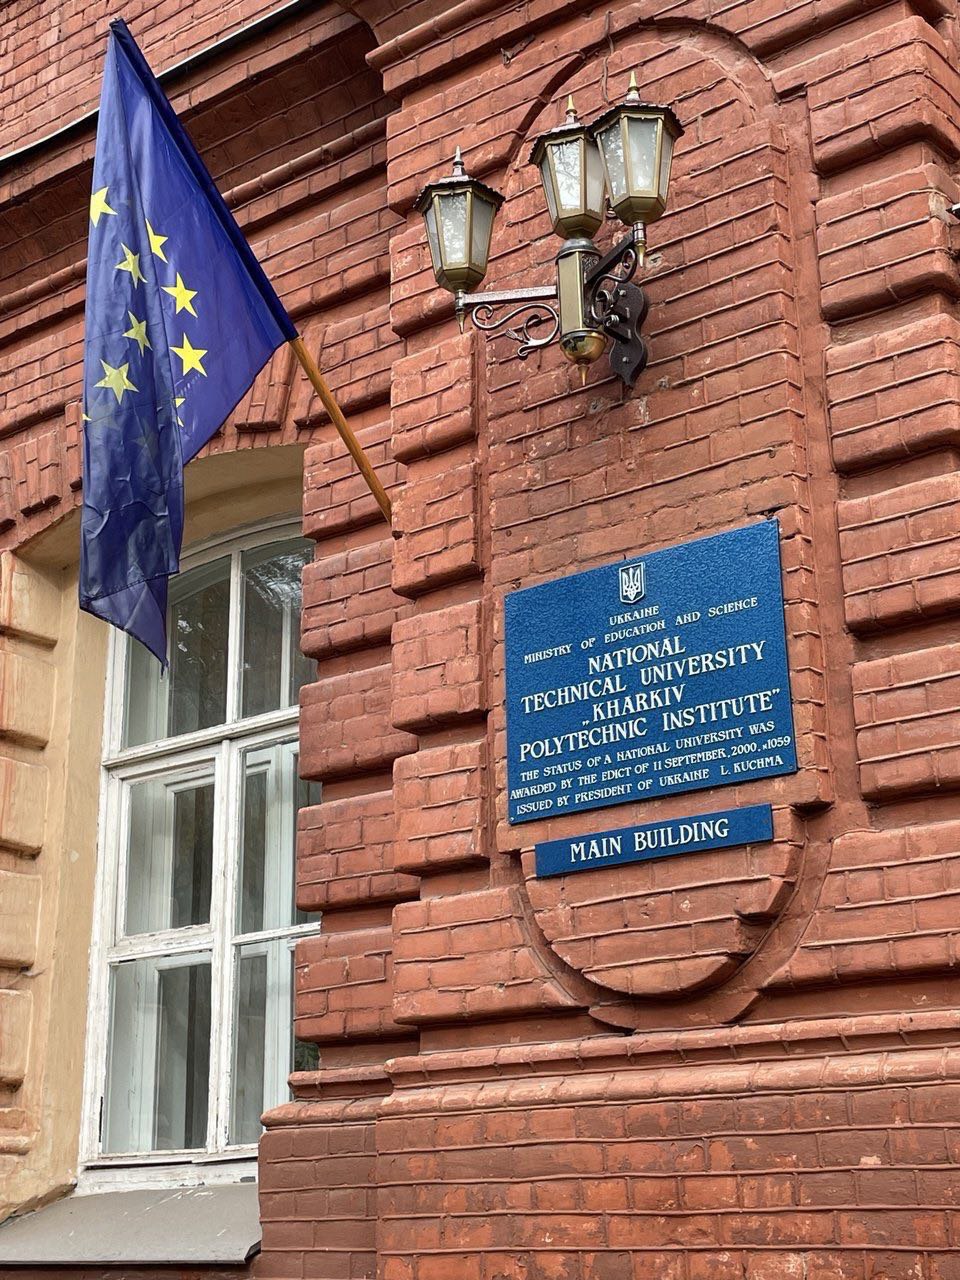 UKRAINE
MINISTRY OF EDUCATION AND SCIENCE
NATIONAL
TECHNICAL UNIVERSITY
„KHARKIV
POLYTECHNIC INSTITUTE”
THE STATUS OF A NATIONAL UNIVERSITY WAS
AWARDED BY THE EDICT OF 11 SEPTEMBER, 2000, №1059
ISSUED BY PRESIDENT OF UKRAINE L. KUCHMA
MAIN BUILDING